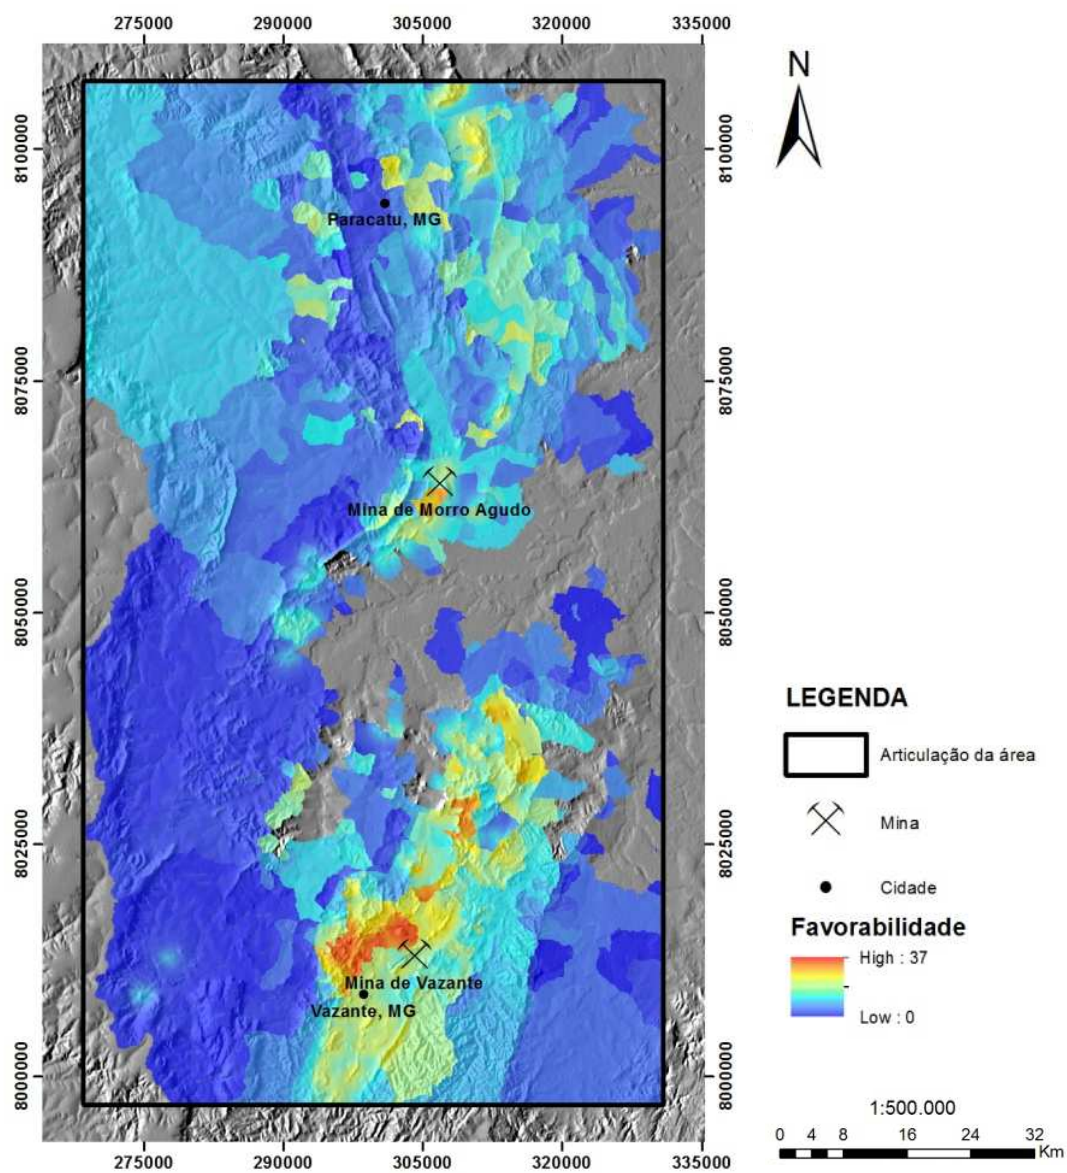 275000 290000 305000 320000 335000
N
8100000 8100000
Paracatu, MG
8075000 8075000
Mina de Morro Agudo
8050000 8050000
LEGENDA
Articulação da área
Mina
8025000 8025000
Cidade
Favorabilidade
High : 37
Mina de Vazante
Vazante, MG
Low : 0
8000000 8000000
1:500.000
0 4 8 16 24 32
Km
275000 290000 305000 320000 335000